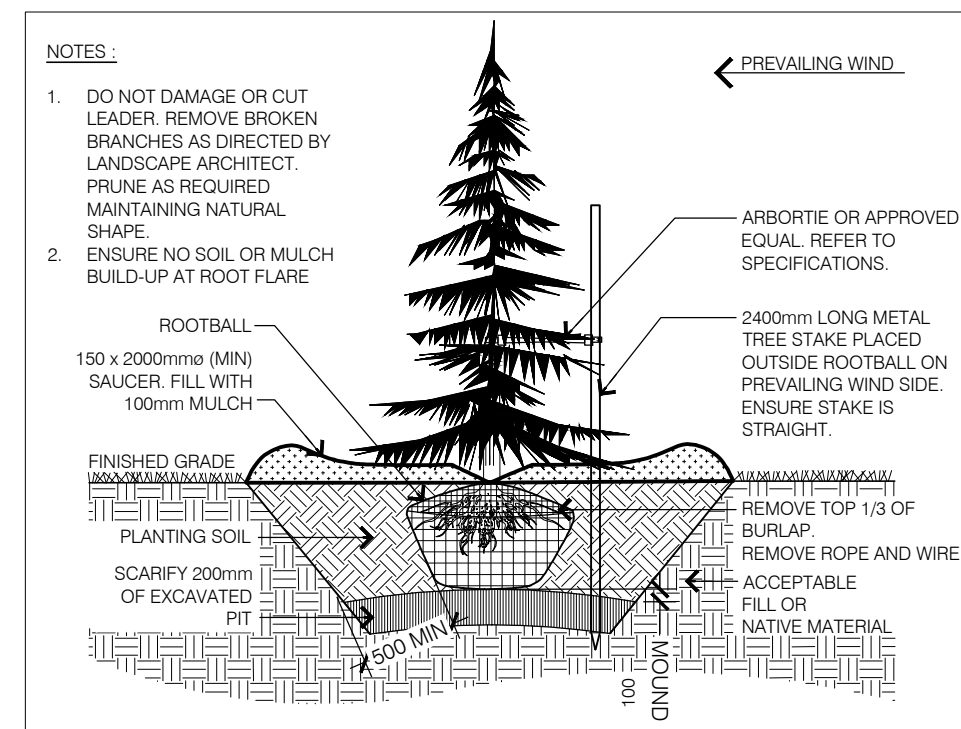 NOTES :
1. DO NOT DAMAGE OR CUT
LEADER. REMOVE BROKEN
BRANCHES AS DIRECTED BY
LANDSCAPE ARCHITECT.
PRUNE AS REQUIRED
MAINTAINING NATURAL
SHAPE.
2. ENSURE NO SOIL OR MULCH
BUILD-UP AT ROOT FLARE
PREVAILING WIND
ROOTBALL
150 x 2000mmø (MIN)
SAUCER. FILL WITH
100mm MULCH
FINISHED GRADE
PLANTING SOIL
SCARIFY 200mm
OF EXCAVATED
PIT
500 MIN
ARBORTIE OR APPROVED
EQUAL. REFER TO
SPECIFICATIONS.
2400mm LONG METAL
TREE STAKE PLACED
OUTSIDE ROOTBALL ON
PREVAILING WIND SIDE.
ENSURE STAKE IS
STRAIGHT.
REMOVE TOP 1/3 OF
BURLAP.
REMOVE ROPE AND WIRE
ACCEPTABLE
FILL OR
NATIVE MATERIAL
MOUND
100